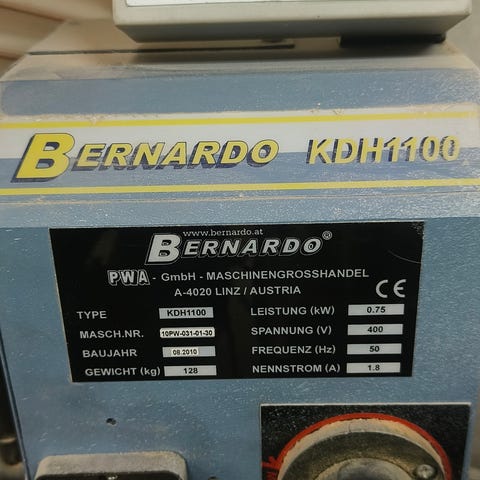 BERNARDO KDH1100
www.bernardo.at
BERNARDO®
PWA - GmbH - MASCHINENGROSSHANDEL
A-4020 LINZ / AUSTRIA
CE
TYPE KDH1100 LEISTUNG (kW) 0.75
MASCH.NR. 10PW-031-01-30 SPANNUNG (V) 400
BAUJAHR 08.2010 FREQUENZ (Hz) 50
GEWICHT (kg) 128 NENNSTROM (A) 1.8